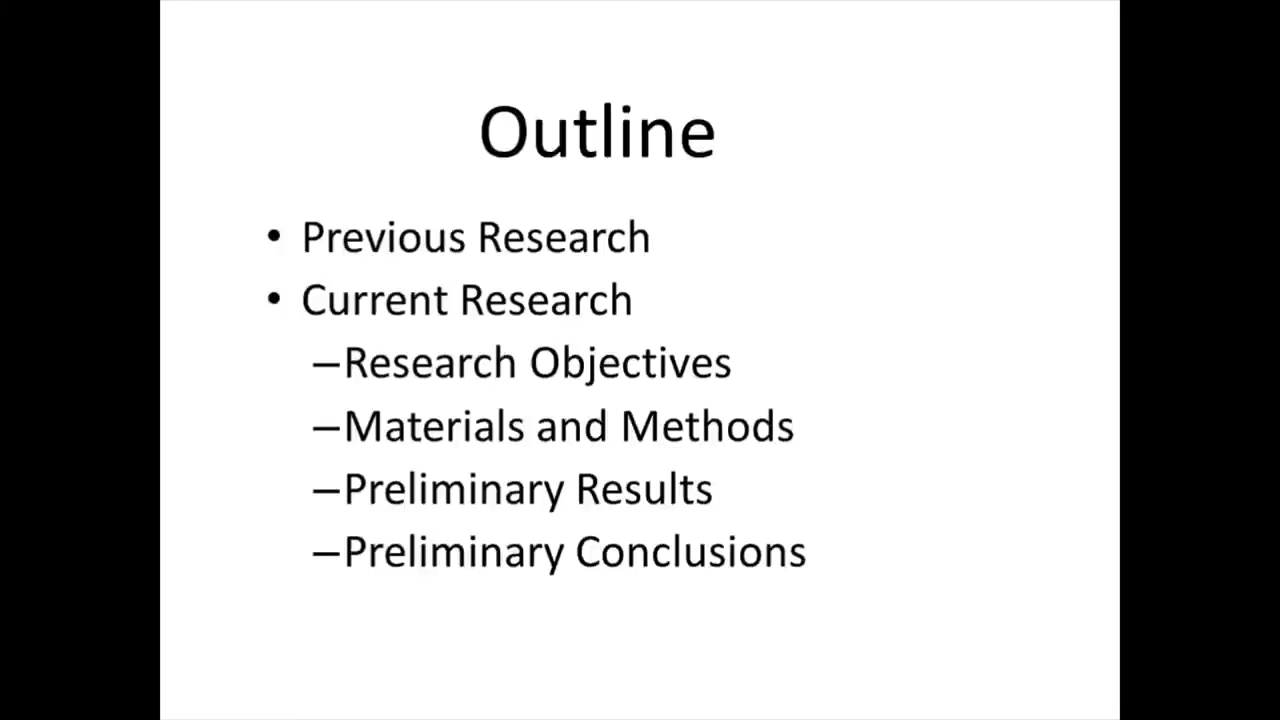 Outline
• Previous Research
• Current Research
–Research Objectives
–Materials and Methods
–Preliminary Results
–Preliminary Conclusions